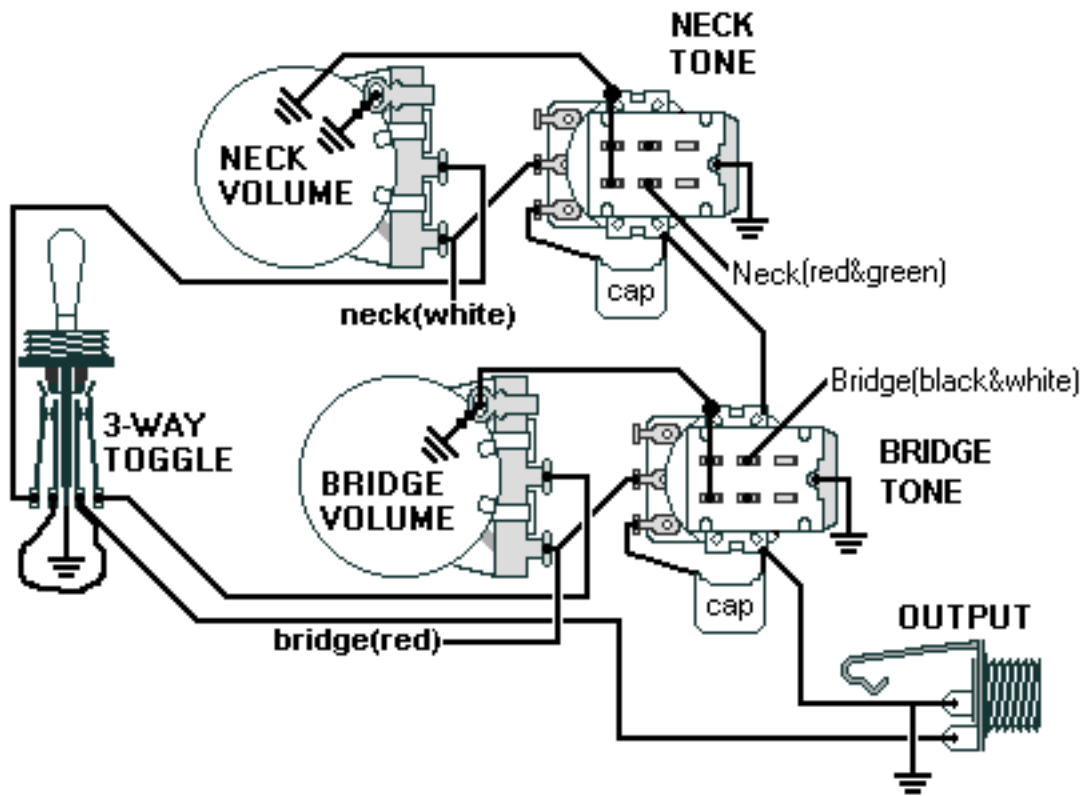 NECK
TONE
NECK
VOLUME
Neck(red&green)
cap
neck(white)
Bridge(black&white)
3-WAY
TOGGLE
BRIDGE
TONE
BRIDGE
VOLUME
cap
OUTPUT
bridge(red)